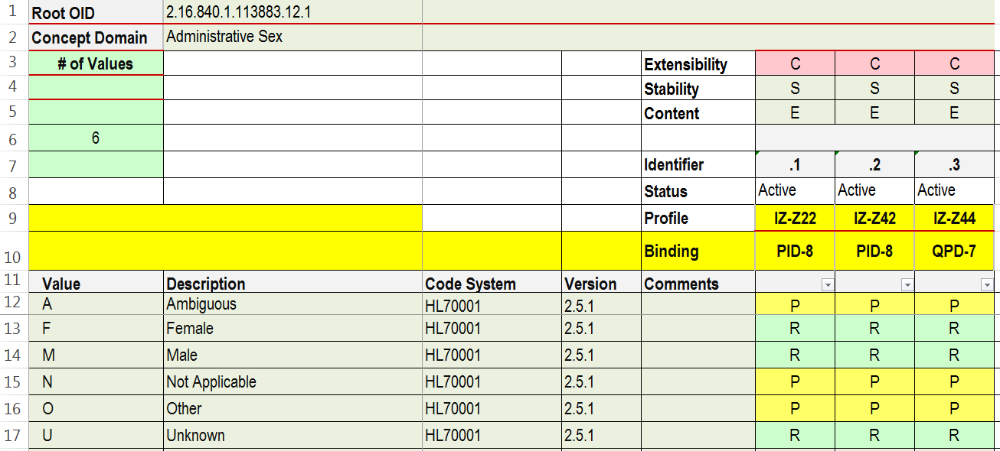 1 Root OID 2.16.840.1.113883.12.1
2 Concept Domain Administrative Sex
3 # of Values Extensibility C C C
4 Stability S S S
5 Content E E E
6 6
7 Identifier .1 .2 .3
8 Status Active Active Active
9 Profile IZ-Z22 IZ-Z42 IZ-Z44
10 Binding PID-8 PID-8 QPD-7
11 Value Description Code System Version Comments
12 A Ambiguous HL70001 2.5.1 P P P
13 F Female HL70001 2.5.1 R R R
14 M Male HL70001 2.5.1 R R R
15 N Not Applicable HL70001 2.5.1 P P P
16 O Other HL70001 2.5.1 P P P
17 U Unknown HL70001 2.5.1 R R R